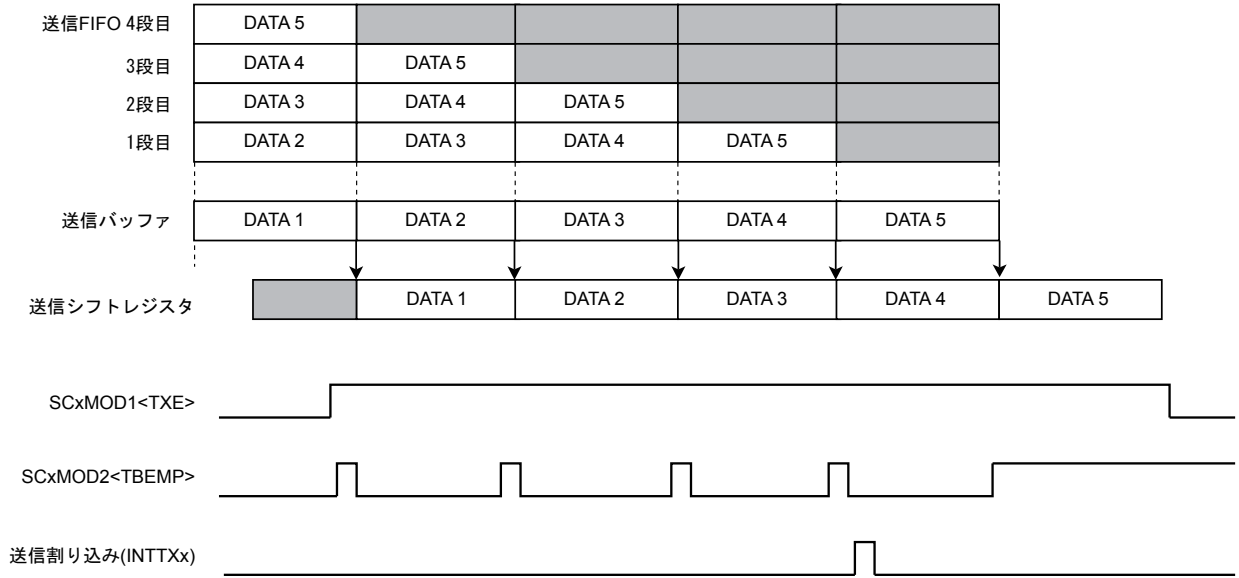 送信FIFO 4段目 DATA 5
3段目 DATA 4 DATA 5
2段目 DATA 3 DATA 4 DATA 5
1段目 DATA 2 DATA 3 DATA 4 DATA 5
送信バッファ DATA 1 DATA 2 DATA 3 DATA 4 DATA 5
送信シフトレジスタ DATA 1 DATA 2 DATA 3 DATA 4 DATA 5
SCxMOD1<TXE>
SCxMOD2<TBEMP>
送信割り込み(INTTXx)